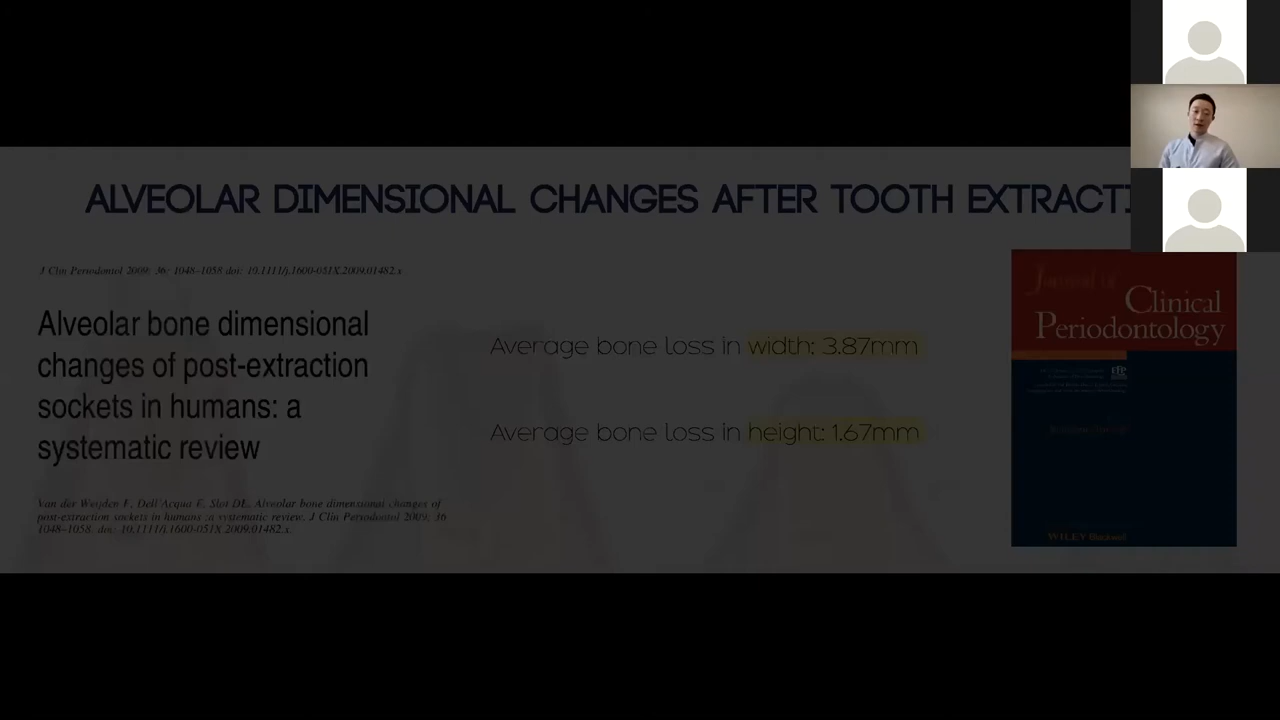 ALVEOLAR DIMENSIONAL CHANGES AFTER TOOTH EXTRACTI
J Clin Periodontol 2009; 36: 1048–1058 doi: 10.1111/j.1600-051X.2009.01482.x
Alveolar bone dimensional
changes of post-extraction
sockets in humans: a
systematic review
Van der Weijden F, Dell'Acqua F, Slot DE. Alveolar bone dimensional changes of
post-extraction sockets in humans :a systematic review. J Clin Periodontol 2009; 36
1048–1058. doi: 10.1111/j.1600-051X.2009.01482.x.
Average bone loss in width: 3.87mm
Average bone loss in height: 1.67mm
Journal of
Clinical
Periodontology
WILEY Blackwell